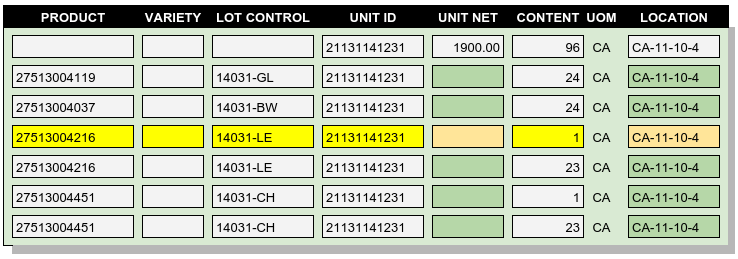 PRODUCT VARIETY LOT CONTROL UNIT ID UNIT NET CONTENT UOM LOCATION
21131141231 1900.00 96 CA CA-11-10-4
27513004119 14031-GL 21131141231 24 CA CA-11-10-4
27513004037 14031-BW 21131141231 24 CA CA-11-10-4
27513004216 14031-LE 21131141231 1 CA CA-11-10-4
27513004216 14031-LE 21131141231 23 CA CA-11-10-4
27513004451 14031-CH 21131141231 1 CA CA-11-10-4
27513004451 14031-CH 21131141231 23 CA CA-11-10-4